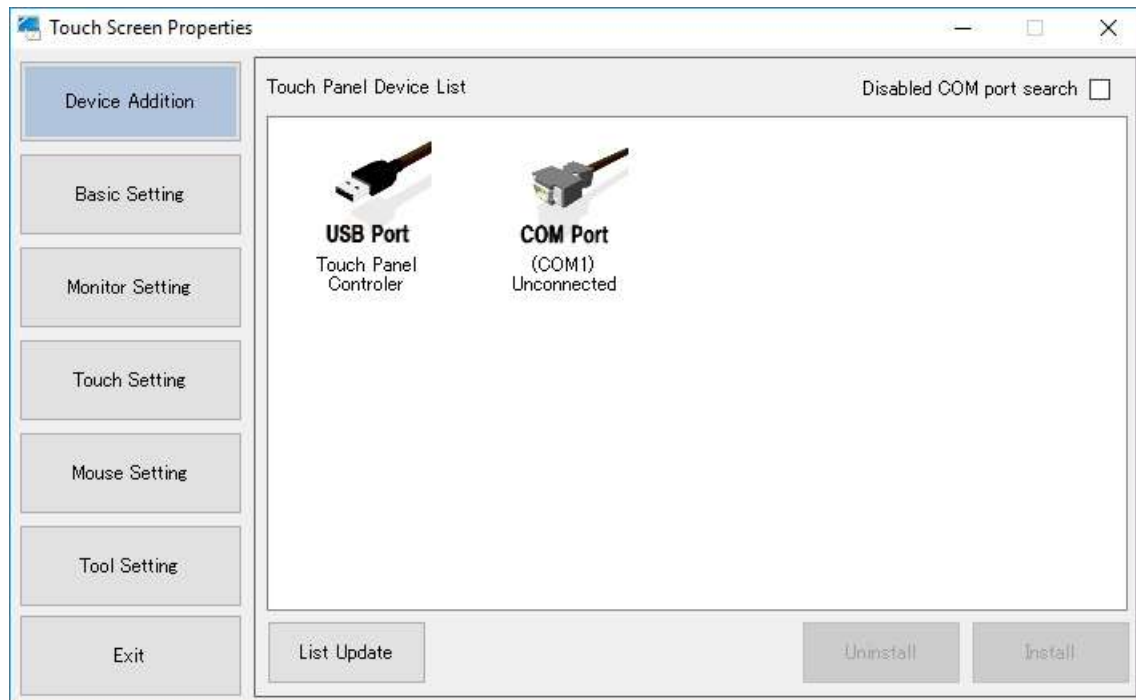 Touch Screen Properties
Device Addition
Basic Setting
Monitor Setting
Touch Setting
Mouse Setting
Tool Setting
Exit
Touch Panel Device List
Disabled COM port search
USB Port
Touch Panel
Controler
COM Port
(COM1)
Unconnected
List Update
Uninstall
Install